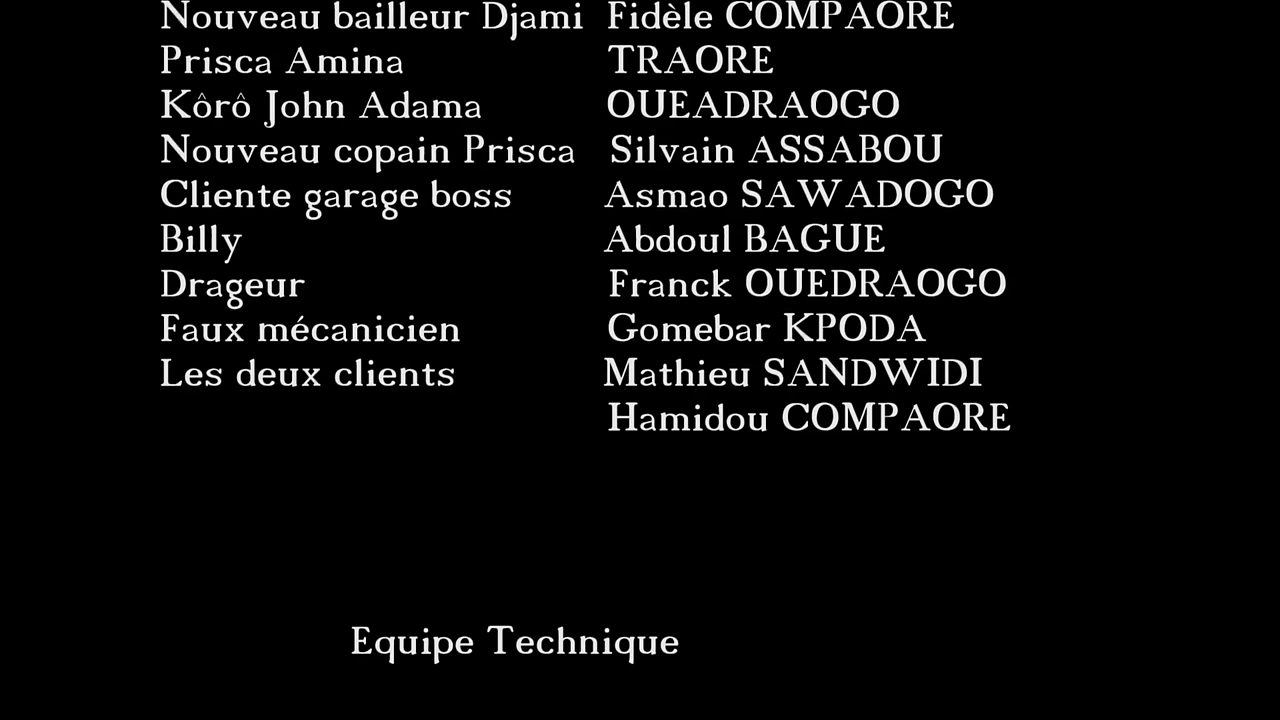 Nouveau bailleur Djami Fidèle COMPAORE
Prisca Amina TRAORE
Kôrô John Adama OUEADRAOGO
Nouveau copain Prisca Silvain ASSABOU
Cliente garage boss Asmao SAWADOGO
Billy Abdoul BAGUE
Drageur Franck OUEDRAOGO
Faux mécanicien Gomebar KPODA
Les deux clients Mathieu SANDWIDI
Hamidou COMPAORE
Equipe Technique